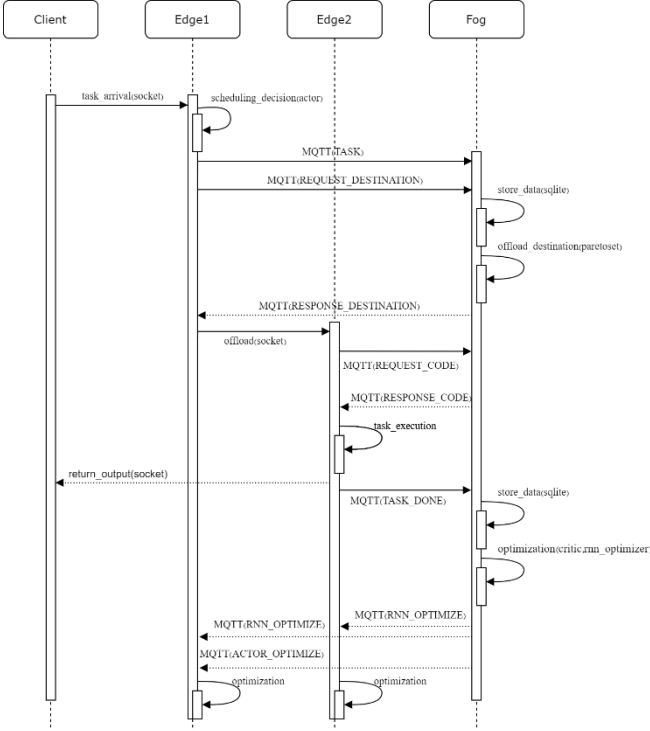 Client
Edge1
Edge2
Fog
task_arrival(socket)
scheduling_decision(actor)
MQTT(TASK)
MQTT(REQUEST_DESTINATION)
store_data(sqlite)
offload_destination(paretoset)
MQTT(RESPONSE_DESTINATION)
offload(socket)
MQTT(REQUEST_CODE)
MQTT(RESPONSE_CODE)
task_execution
return_output(socket)
MQTT(TASK_DONE)
store_data(sqlite)
optimization(critic,rnn_optimizer)
MQTT(RNN_OPTIMIZE)
MQTT(RNN_OPTIMIZE)
MQTT(ACTOR_OPTIMIZE)
optimization
optimization